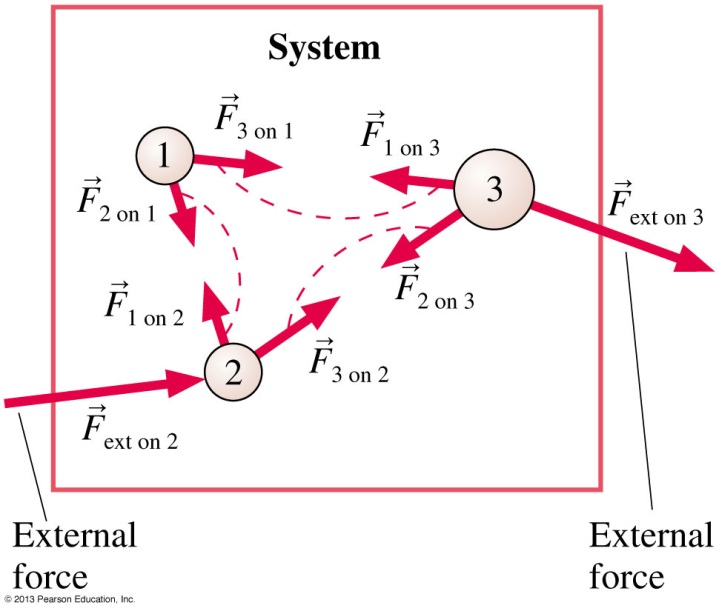 System
F⃗3 on 1
1
F⃗1 on 3
3
F⃗2 on 1
F⃗ext on 3
F⃗1 on 2
F⃗2 on 3
2
F⃗3 on 2
F⃗ext on 2
External
force
External
force
© 2013 Pearson Education, Inc.